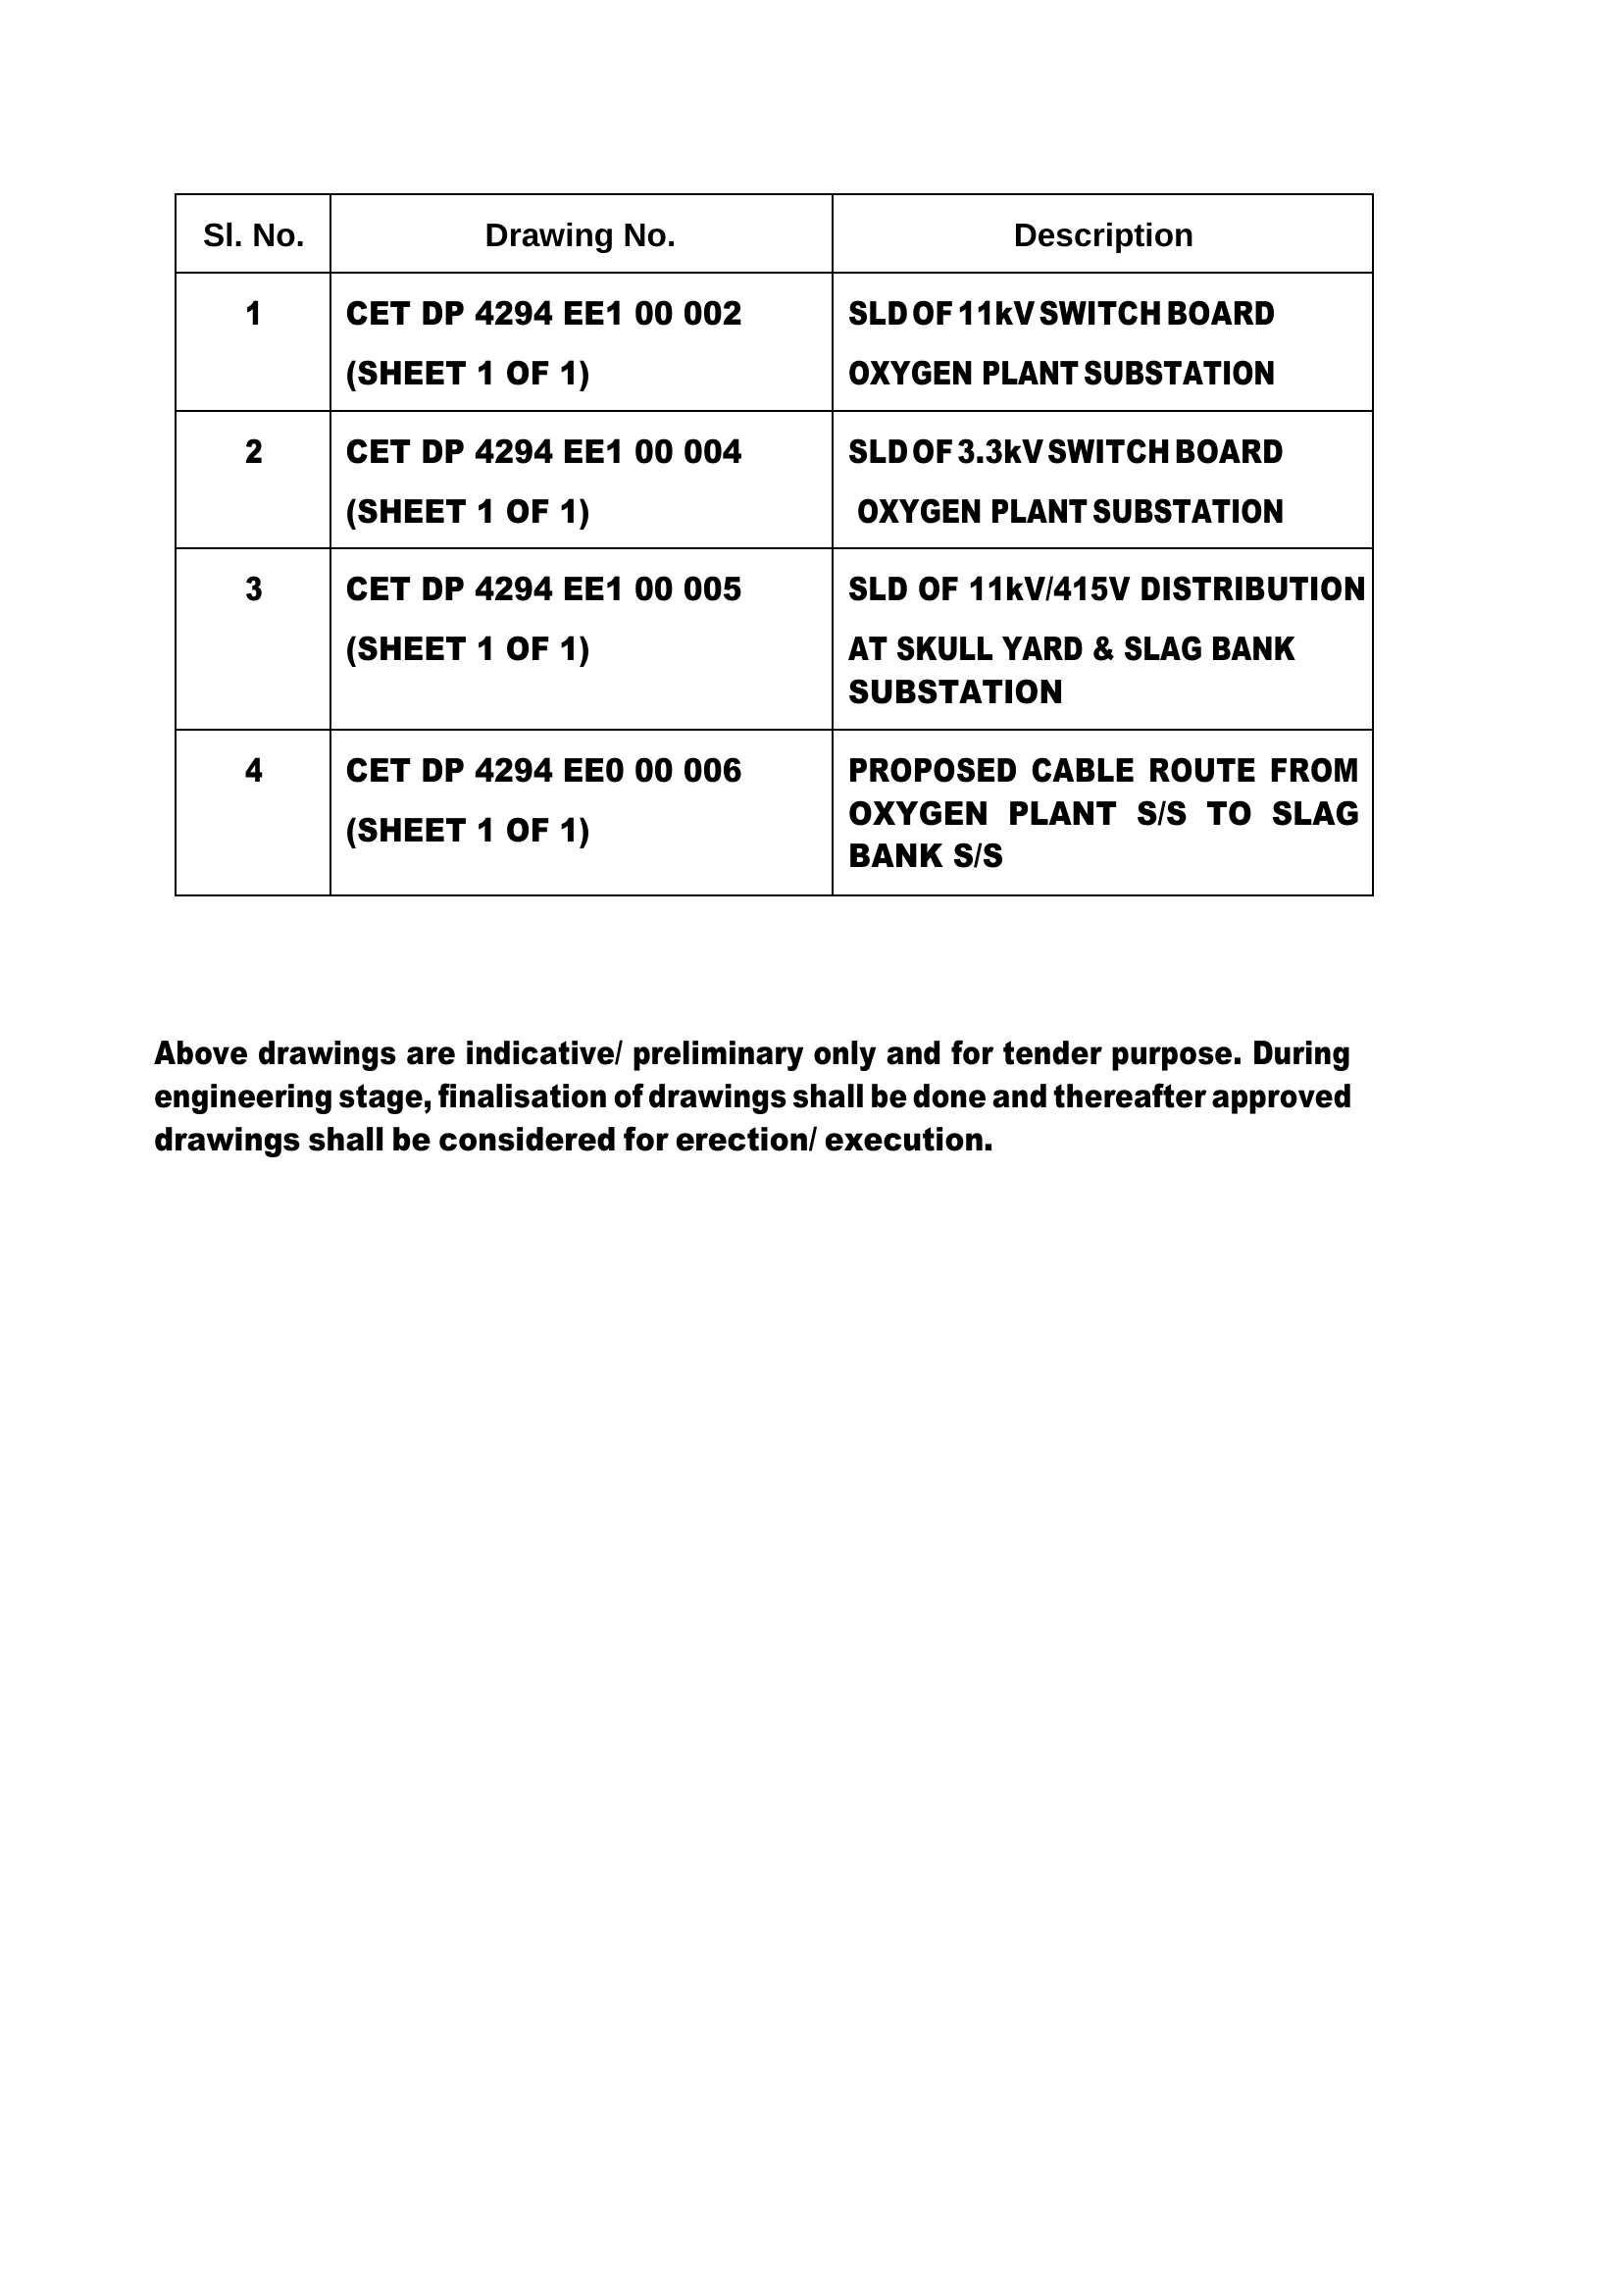 Sl. No. Drawing No. Description
1 CET DP 4294 EE1 00 002 SLD OF 11kV SWITCH BOARD
(SHEET 1 OF 1) OXYGEN PLANT SUBSTATION
2 CET DP 4294 EE1 00 004 SLD OF 3.3kV SWITCH BOARD
(SHEET 1 OF 1) OXYGEN PLANT SUBSTATION
3 CET DP 4294 EE1 00 005 SLD OF 11kV/415V DISTRIBUTION
(SHEET 1 OF 1) AT SKULL YARD & SLAG BANK
SUBSTATION
4 CET DP 4294 EE0 00 006 PROPOSED CABLE ROUTE FROM
(SHEET 1 OF 1) OXYGEN PLANT S/S TO SLAG
BANK S/S
Above drawings are indicative/ preliminary only and for tender purpose. During
engineering stage, finalisation of drawings shall be done and thereafter approved
drawings shall be considered for erection/ execution.